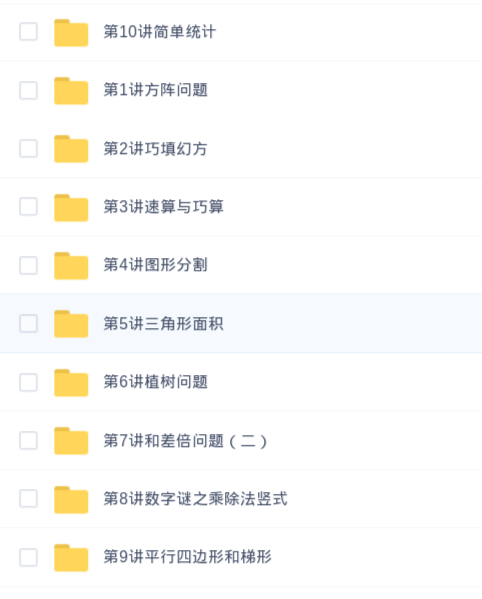 第10讲简单统计
第1讲方阵问题
第2讲巧填幻方
第3讲速算与巧算
第4讲图形分割
第5讲三角形面积
第6讲植树问题
第7讲和差倍问题（二）
第8讲数字谜之乘除法竖式
第9讲平行四边形和梯形